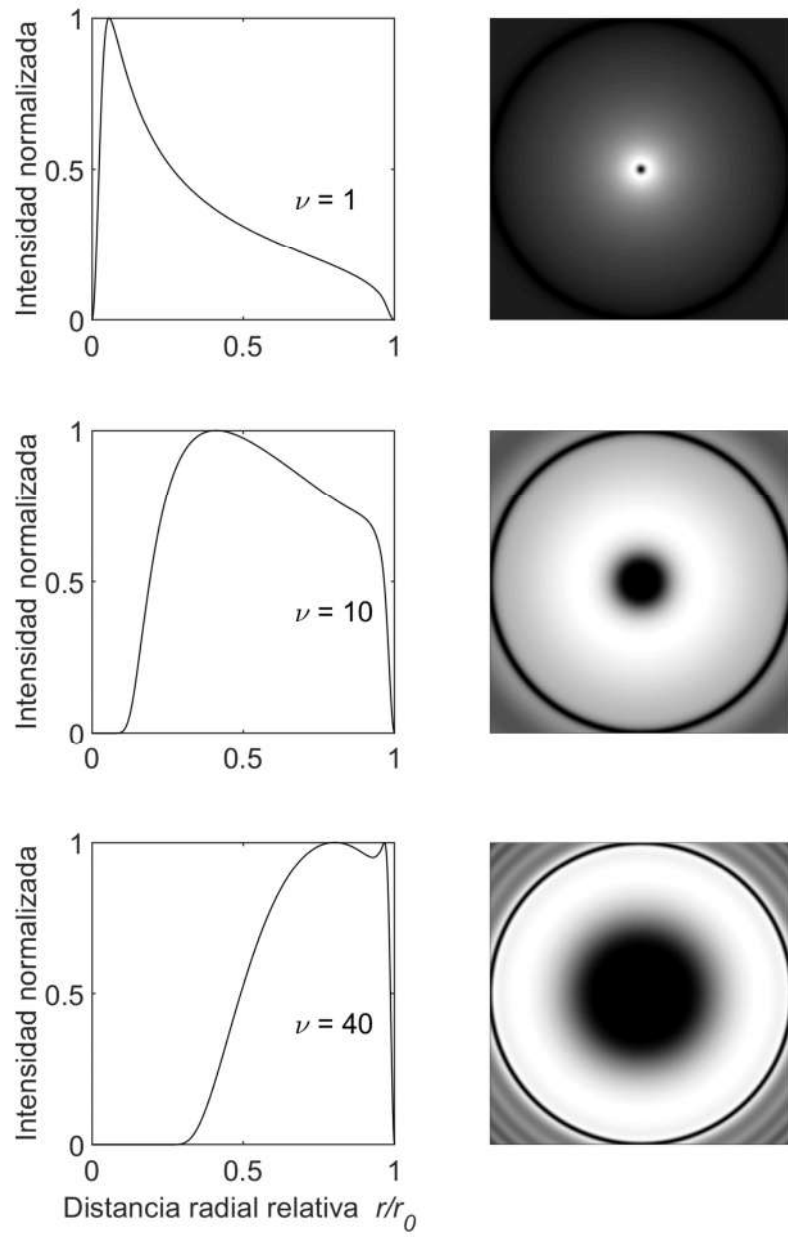 Intensidad normalizada
1
0.5
0
0
0.5
1
ν = 1
Intensidad normalizada
1
0.5
0
0
0.5
1
ν = 10
Intensidad normalizada
1
0.5
0
0
0.5
1
ν = 40
Distancia radial relativa r/r₀